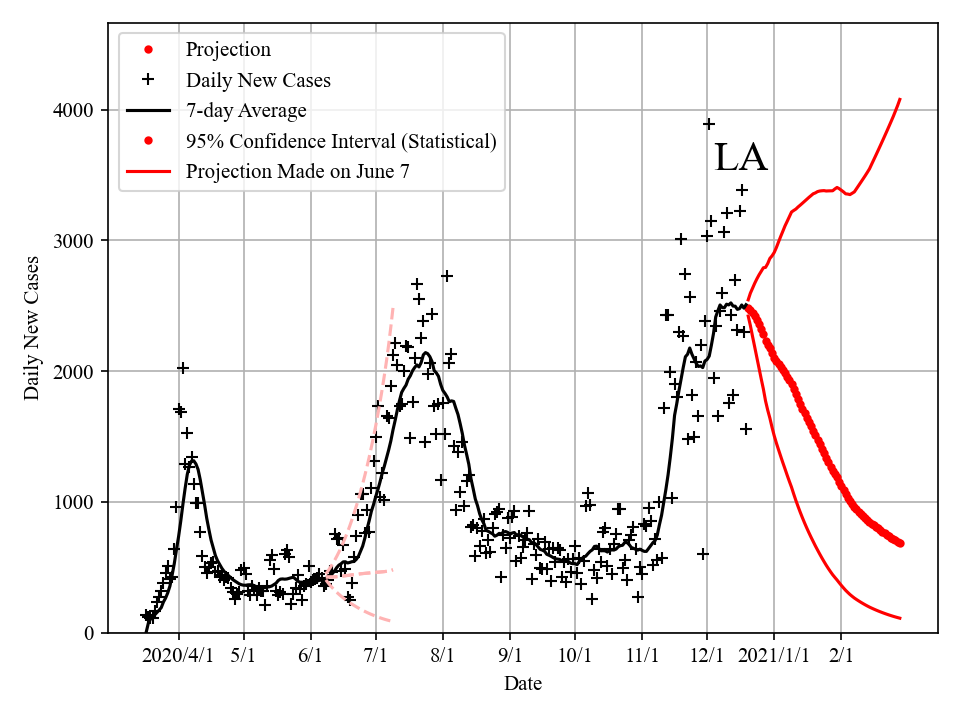 Projection
Daily New Cases
7-day Average
95% Confidence Interval (Statistical)
Projection Made on June 7
LA
4000
3000
2000
1000
0
Daily New Cases
2020/4/1 5/1 6/1 7/1 8/1 9/1 10/1 11/1 12/1 2021/1/1 2/1
Date